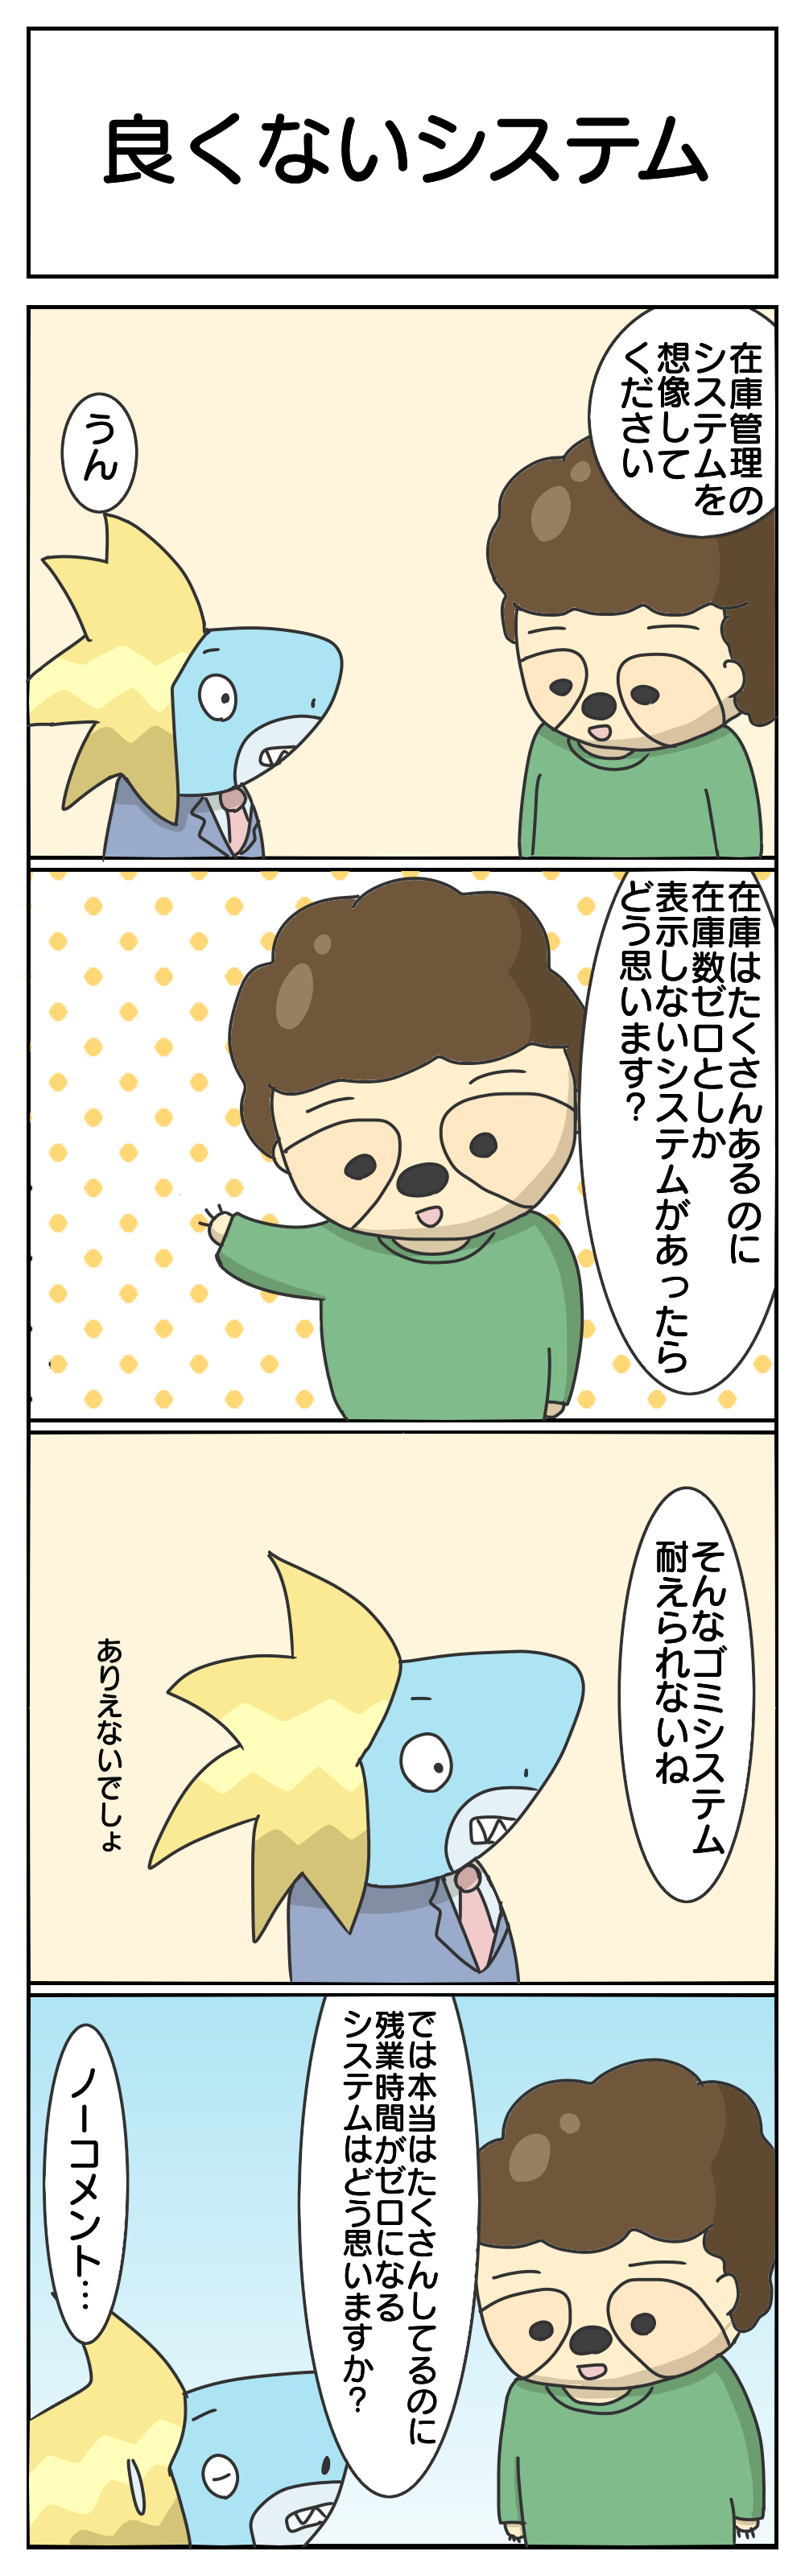 良くないシステム
在庫管理の
システムを
想像して
ください
うん
在庫はたくさんあるのに
在庫数ゼロとしか
表示しないシステムがあったら
どう思います？
そんなゴミシステム
耐えられないね
ありえないでしょ
では本当はたくさんしてるのに
残業時間がゼロになる
システムはどう思いますか？
ノーコメント…